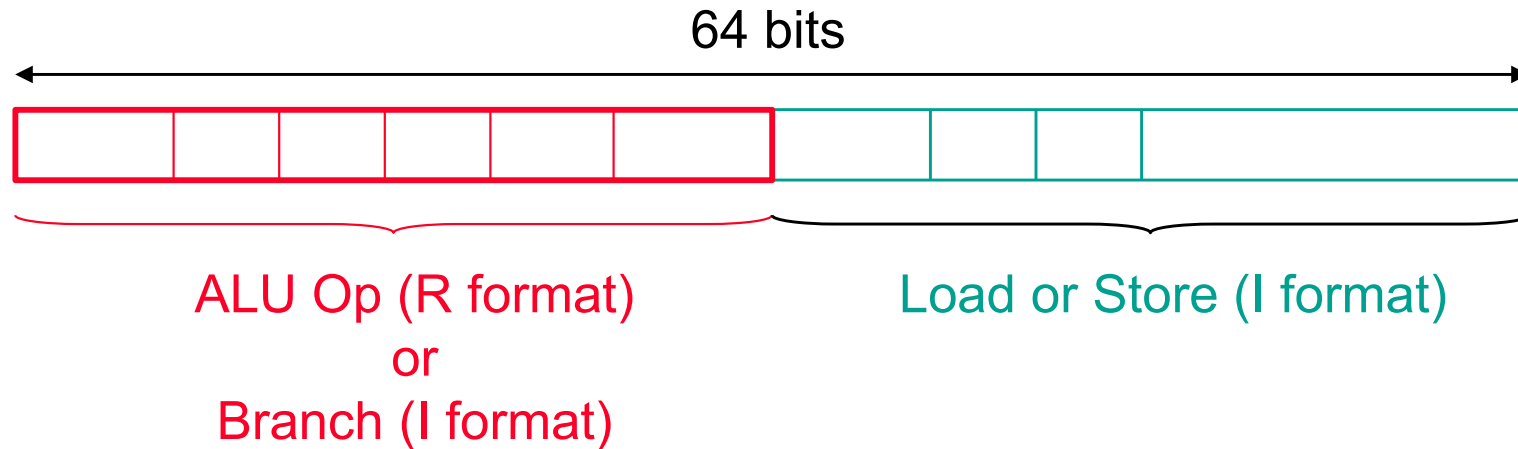 64 bits
ALU Op (R format)
or
Branch (I format)
Load or Store (I format)